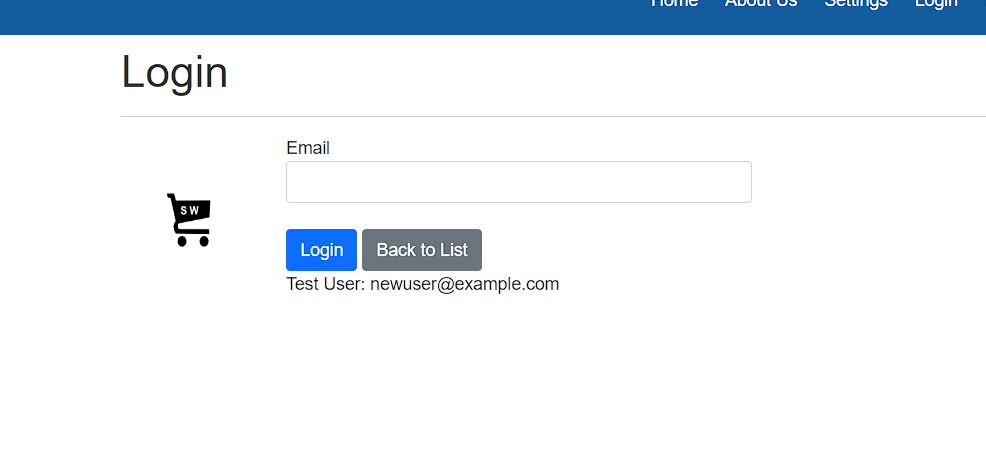 Home About Us Settings Login
Login
Email
SW
Login Back to List
Test User: newuser@example.com